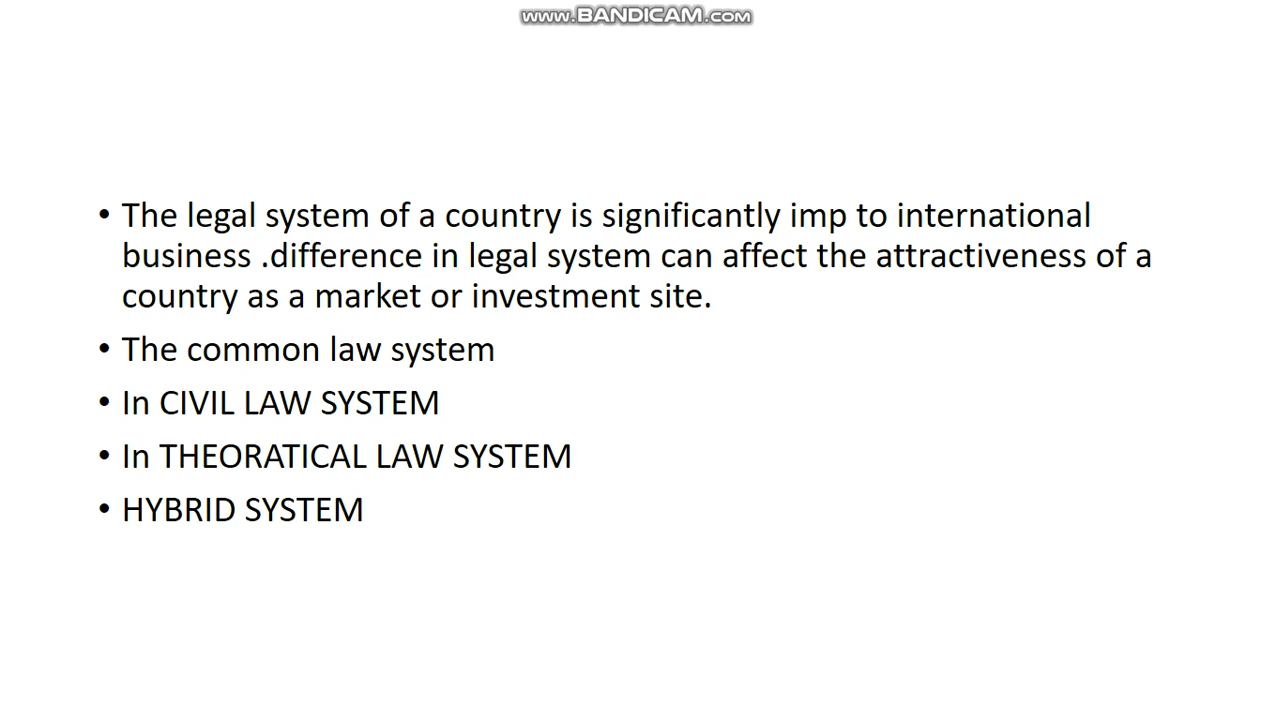 www.BANDICAM.com
• The legal system of a country is significantly imp to international
business .difference in legal system can affect the attractiveness of a
country as a market or investment site.
• The common law system
• In CIVIL LAW SYSTEM
• In THEORATICAL LAW SYSTEM
• HYBRID SYSTEM